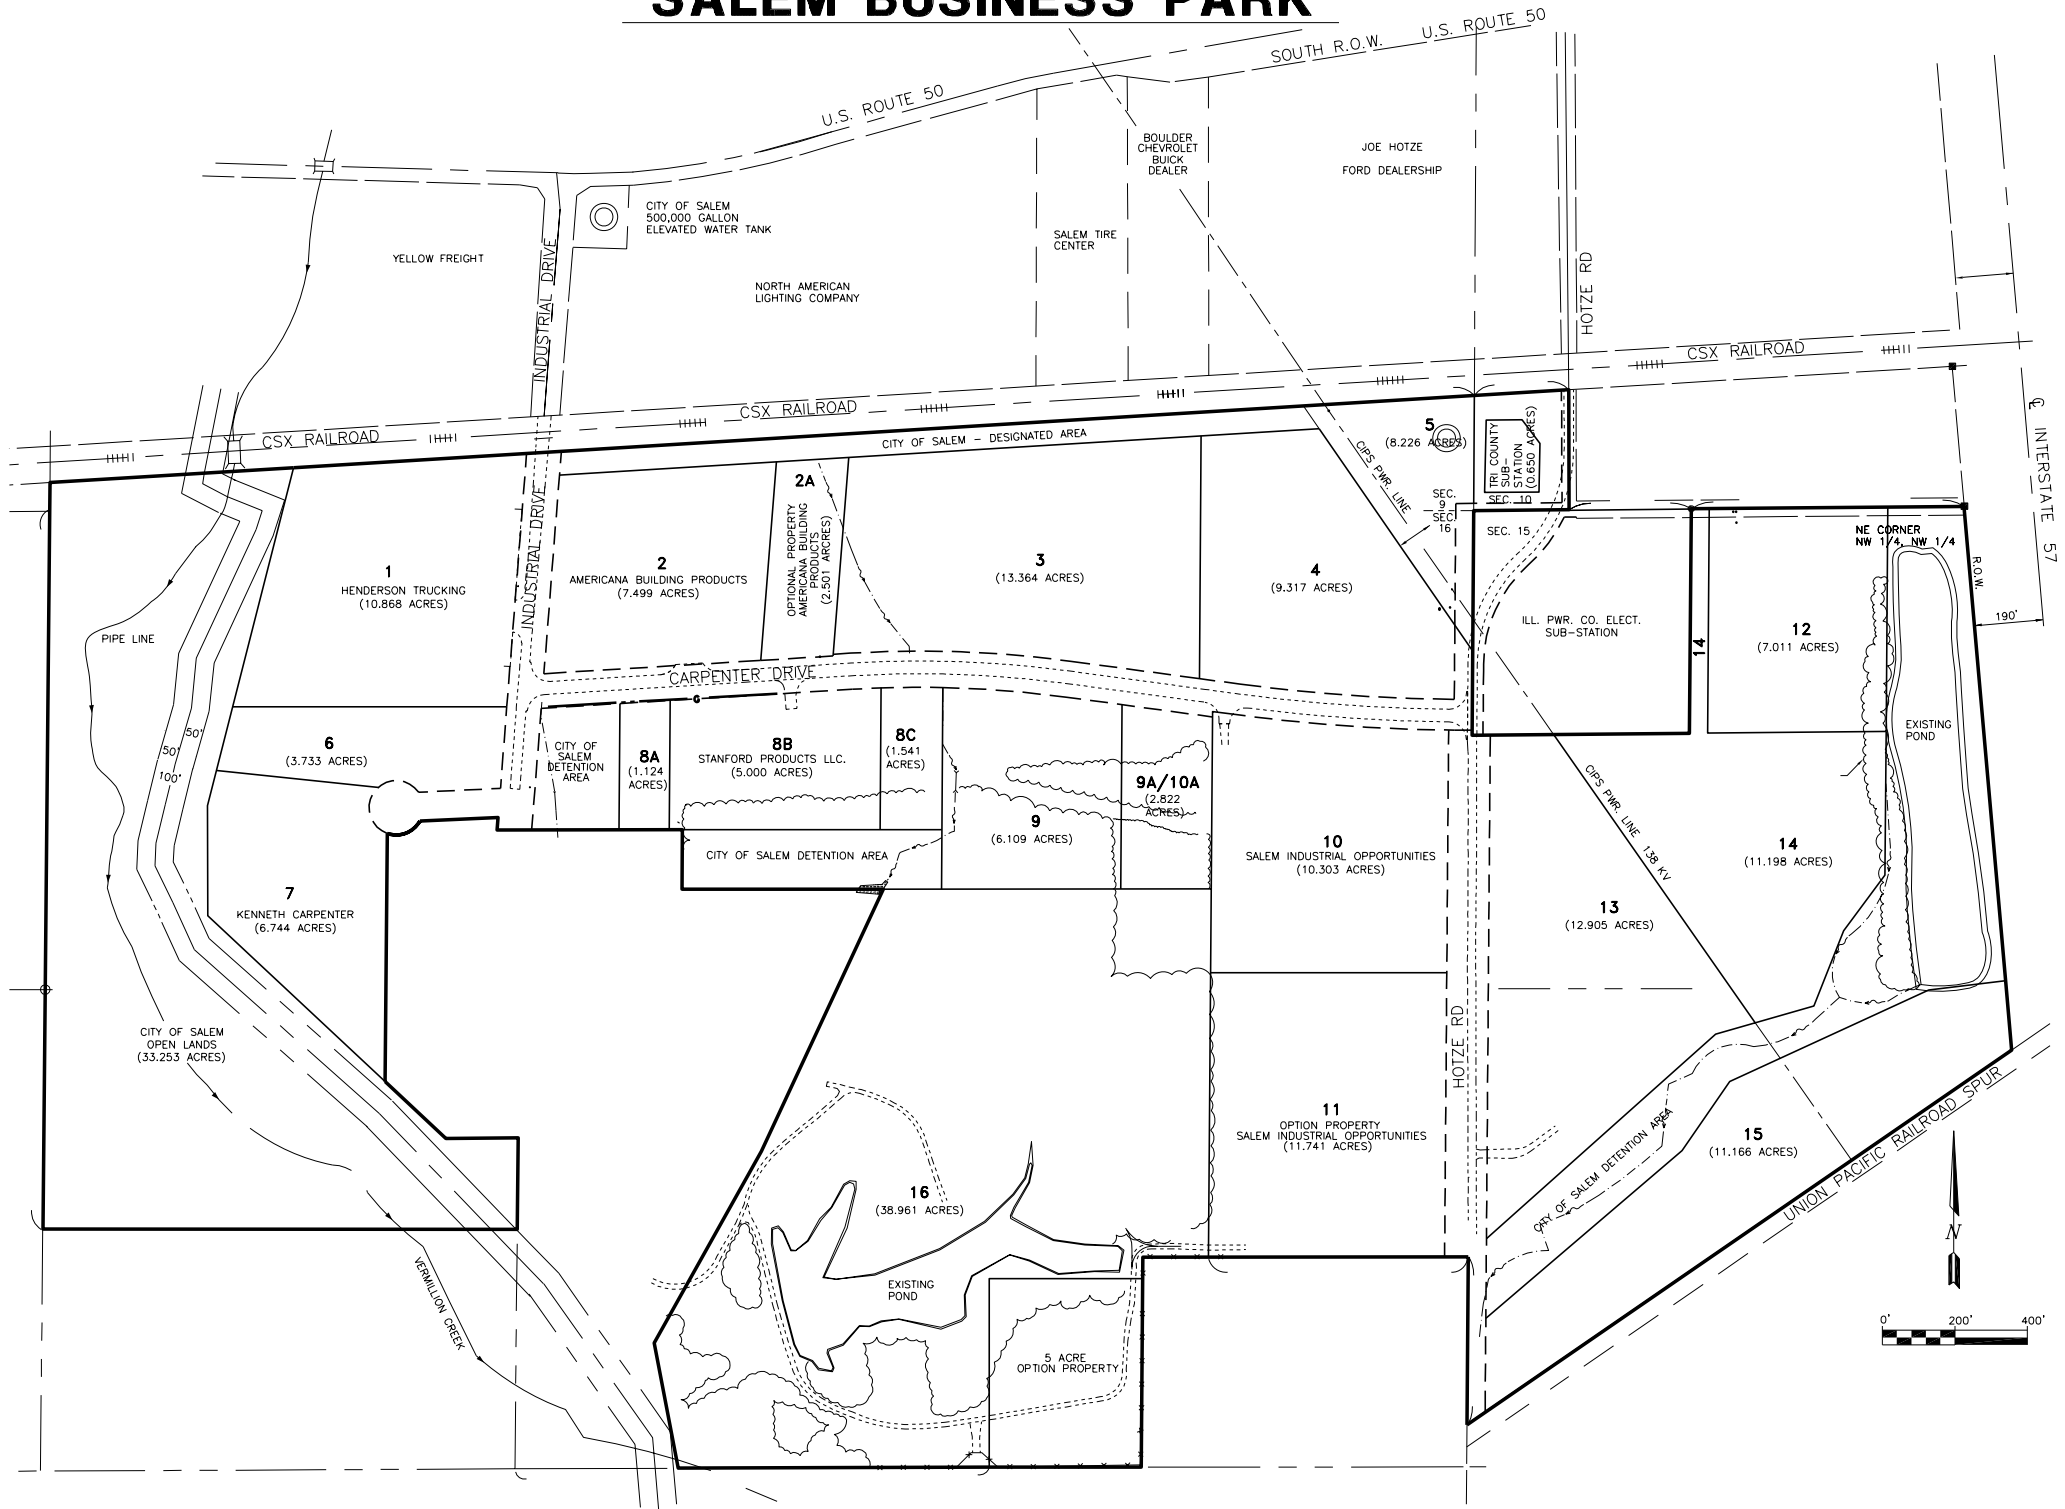 SALEM BUSINESS PARK
U.S. ROUTE 50
SOUTH R.O.W.
U.S. ROUTE 50
BOULDER
CHEVROLET
BUICK
DEALER
JOE HOTZE
FORD DEALERSHIP
CITY OF SALEM
500,000 GALLON
ELEVATED WATER TANK
YELLOW FREIGHT
INDUSTRIAL DRIVE
SALEM TIRE
CENTER
NORTH AMERICAN
LIGHTING COMPANY
HOTZE RD
CSX RAILROAD
CSX RAILROAD
CSX RAILROAD
CITY OF SALEM - DESIGNATED AREA
℄ INTERSTATE 57
R.O.W.
190'
5
(8.226 ACRES)
TRI COUNTY
SUB-
STATION
(0.650 ACRES)
CIPS PWR. LINE
SEC.
9
SEC. 10
SEC.
16
SEC. 15
NE CORNER
NW 1/4, NW 1/4
1
HENDERSON TRUCKING
(10.868 ACRES)
INDUSTRIAL DRIVE
2
AMERICANA BUILDING PRODUCTS
(7.499 ACRES)
2A
OPTIONAL PROPERTY
AMERICANA BUILDING
PRODUCTS
(2.501 ARCRES)
3
(13.364 ACRES)
4
(9.317 ACRES)
ILL. PWR. CO. ELECT.
SUB-STATION
14
12
(7.011 ACRES)
PIPE LINE
CARPENTER DRIVE
G
50'
50'
100'
6
(3.733 ACRES)
CITY OF
SALEM
DETENTION
AREA
8A
(1.124
ACRES)
8B
STANFORD PRODUCTS LLC.
(5.000 ACRES)
8C
(1.541
ACRES)
9A/10A
(2.822
ACRES)
9
(6.109 ACRES)
EXISTING
POND
CITY OF SALEM DETENTION AREA
10
SALEM INDUSTRIAL OPPORTUNITIES
(10.303 ACRES)
CIPS PWR. LINE 138 KV
14
(11.198 ACRES)
7
KENNETH CARPENTER
(6.744 ACRES)
13
(12.905 ACRES)
CITY OF SALEM
OPEN LANDS
(33.253 ACRES)
HOTZE RD
11
OPTION PROPERTY
SALEM INDUSTRIAL OPPORTUNITIES
(11.741 ACRES)
CITY OF SALEM DETENTION AREA
15
(11.166 ACRES)
UNION PACIFIC RAILROAD SPUR
16
(38.961 ACRES)
N
VERMILLION CREEK
EXISTING
POND
0' 200' 400'
5 ACRE
OPTION PROPERTY